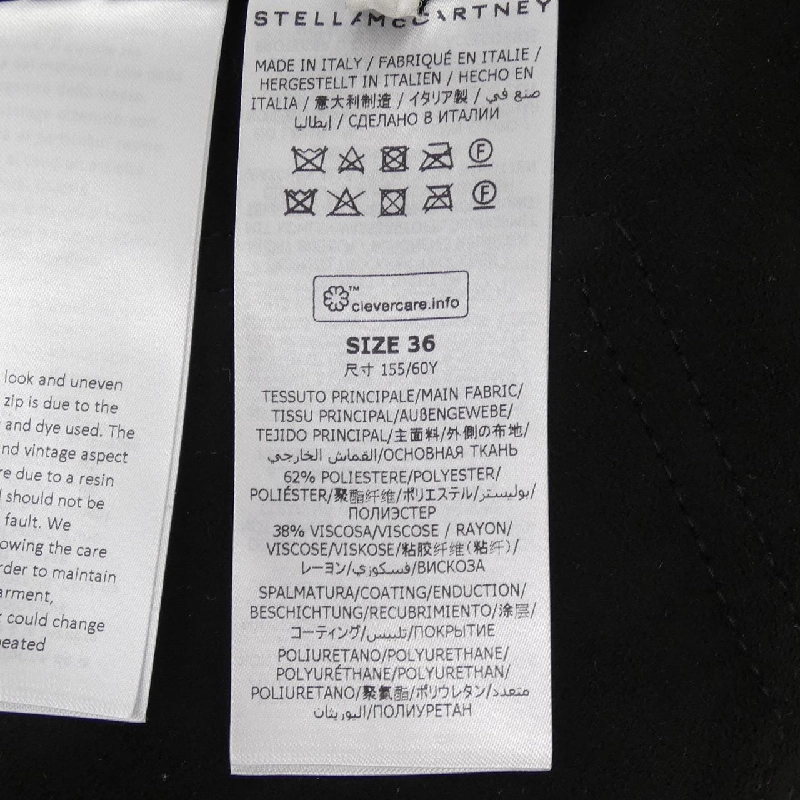 look and uneven
zip is due to the
and dye used. The
nd vintage aspect
re due to a resin
should not be
fault. We
owing the care
rder to maintain
arment,
could change
eated
STELLAMCCARTNEY
MADE IN ITALY / FABRIQUÉ EN ITALIE /
HERGESTELLT IN ITALIEN / HECHO EN
ITALIA / 意大利制造 / イタリア製 / صنع في
إيطاليا / СДЕЛАНО В ИТАЛИИ
F
F
clevercare.info
TM
SIZE 36
尺寸 155/60Y
TESSUTO PRINCIPALE/MAIN FABRIC/
TISSU PRINCIPAL/AUßENGEWEBE/
TEJIDO PRINCIPAL/主面料/外側の布地/
القماش الخارجي/ОСНОВНАЯ ТКАНЬ
62% POLIESTERE/POLYESTER/
POLIÉSTER/聚酯纤维/ポリエステル/بوليستر/
ПОЛИЭСТЕР
38% VISCOSA/VISCOSE / RAYON/
VISCOSE/VISKOSE/粘胶纤维(粘纤)/
レーヨン/فسكوزي/ВИСКОЗА
SPALMATURA/COATING/ENDUCTION/
BESCHICHTUNG/RECUBRIMIENTO/涂层/
コーティング/تلبيس/ПОКРЫТИЕ
POLIURETANO/POLYURETHANE/
POLYURÉTHANE/POLYURETHAN/
POLIURETANO/聚氨酯/ポリウレタン/متعدد
اليوريثان/ПОЛИУРЕТАН